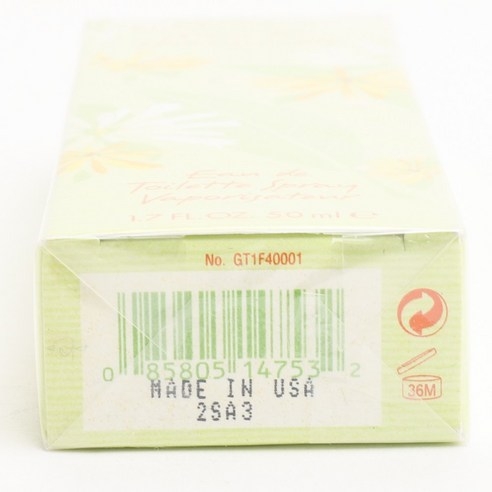 Eau de
Toilette Spray
Vaporisateur
1.7 FL. OZ. 50 ml ℮
No. GT1F40001
0 85805 14753 2
MADE IN USA
2SA3
36M